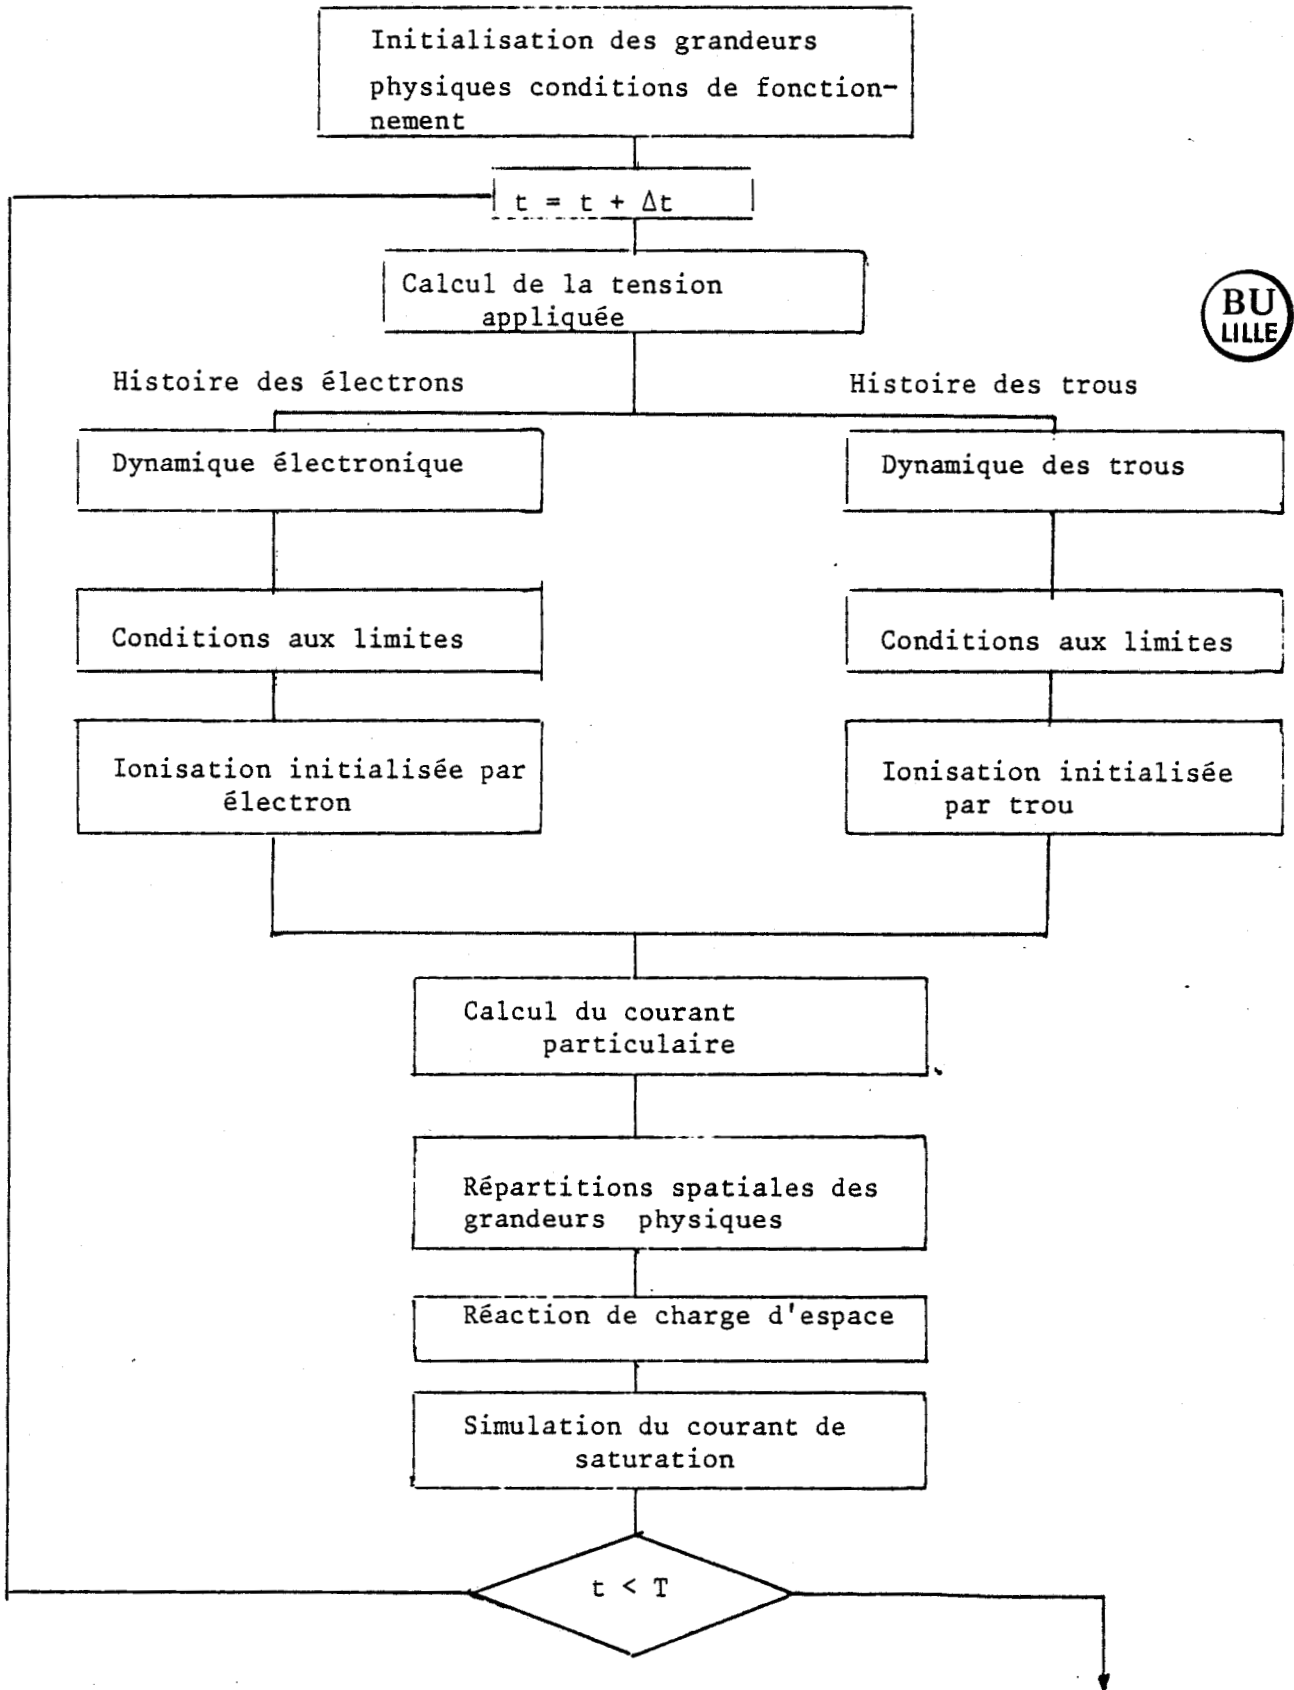 Initialisation des grandeurs
physiques conditions de fonction-
nement
t = t + Δt
Calcul de la tension
appliquée
BU
LILLE
Histoire des électrons
Histoire des trous
Dynamique électronique
Dynamique des trous
Conditions aux limites
Conditions aux limites
Ionisation initialisée par
électron
Ionisation initialisée
par trou
Calcul du courant
particulaire
Répartitions spatiales des
grandeurs physiques
Réaction de charge d'espace
Simulation du courant de
saturation
t < T